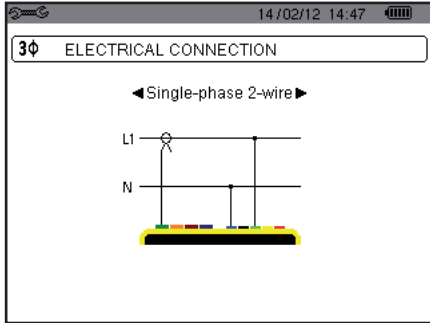 14/02/12 14:47
3ϕ ELECTRICAL CONNECTION
◄Single-phase 2-wire►
L1
N